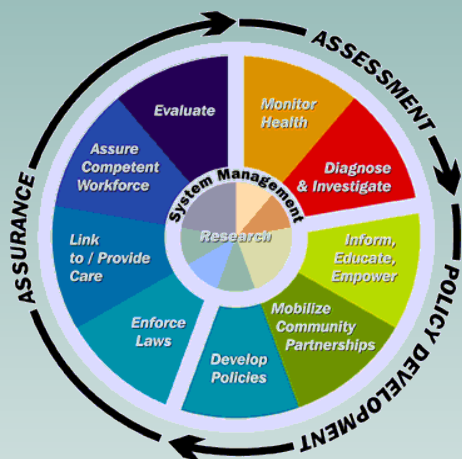 ASSESSMENT
Monitor
Health
Diagnose
& Investigate
POLICY DEVELOPMENT
Inform,
Educate,
Empower
Mobilize
Community
Partnerships
Develop
Policies
ASSURANCE
Enforce
Laws
Link
to / Provide
Care
Assure
Competent
Workforce
Evaluate
System Management
Research